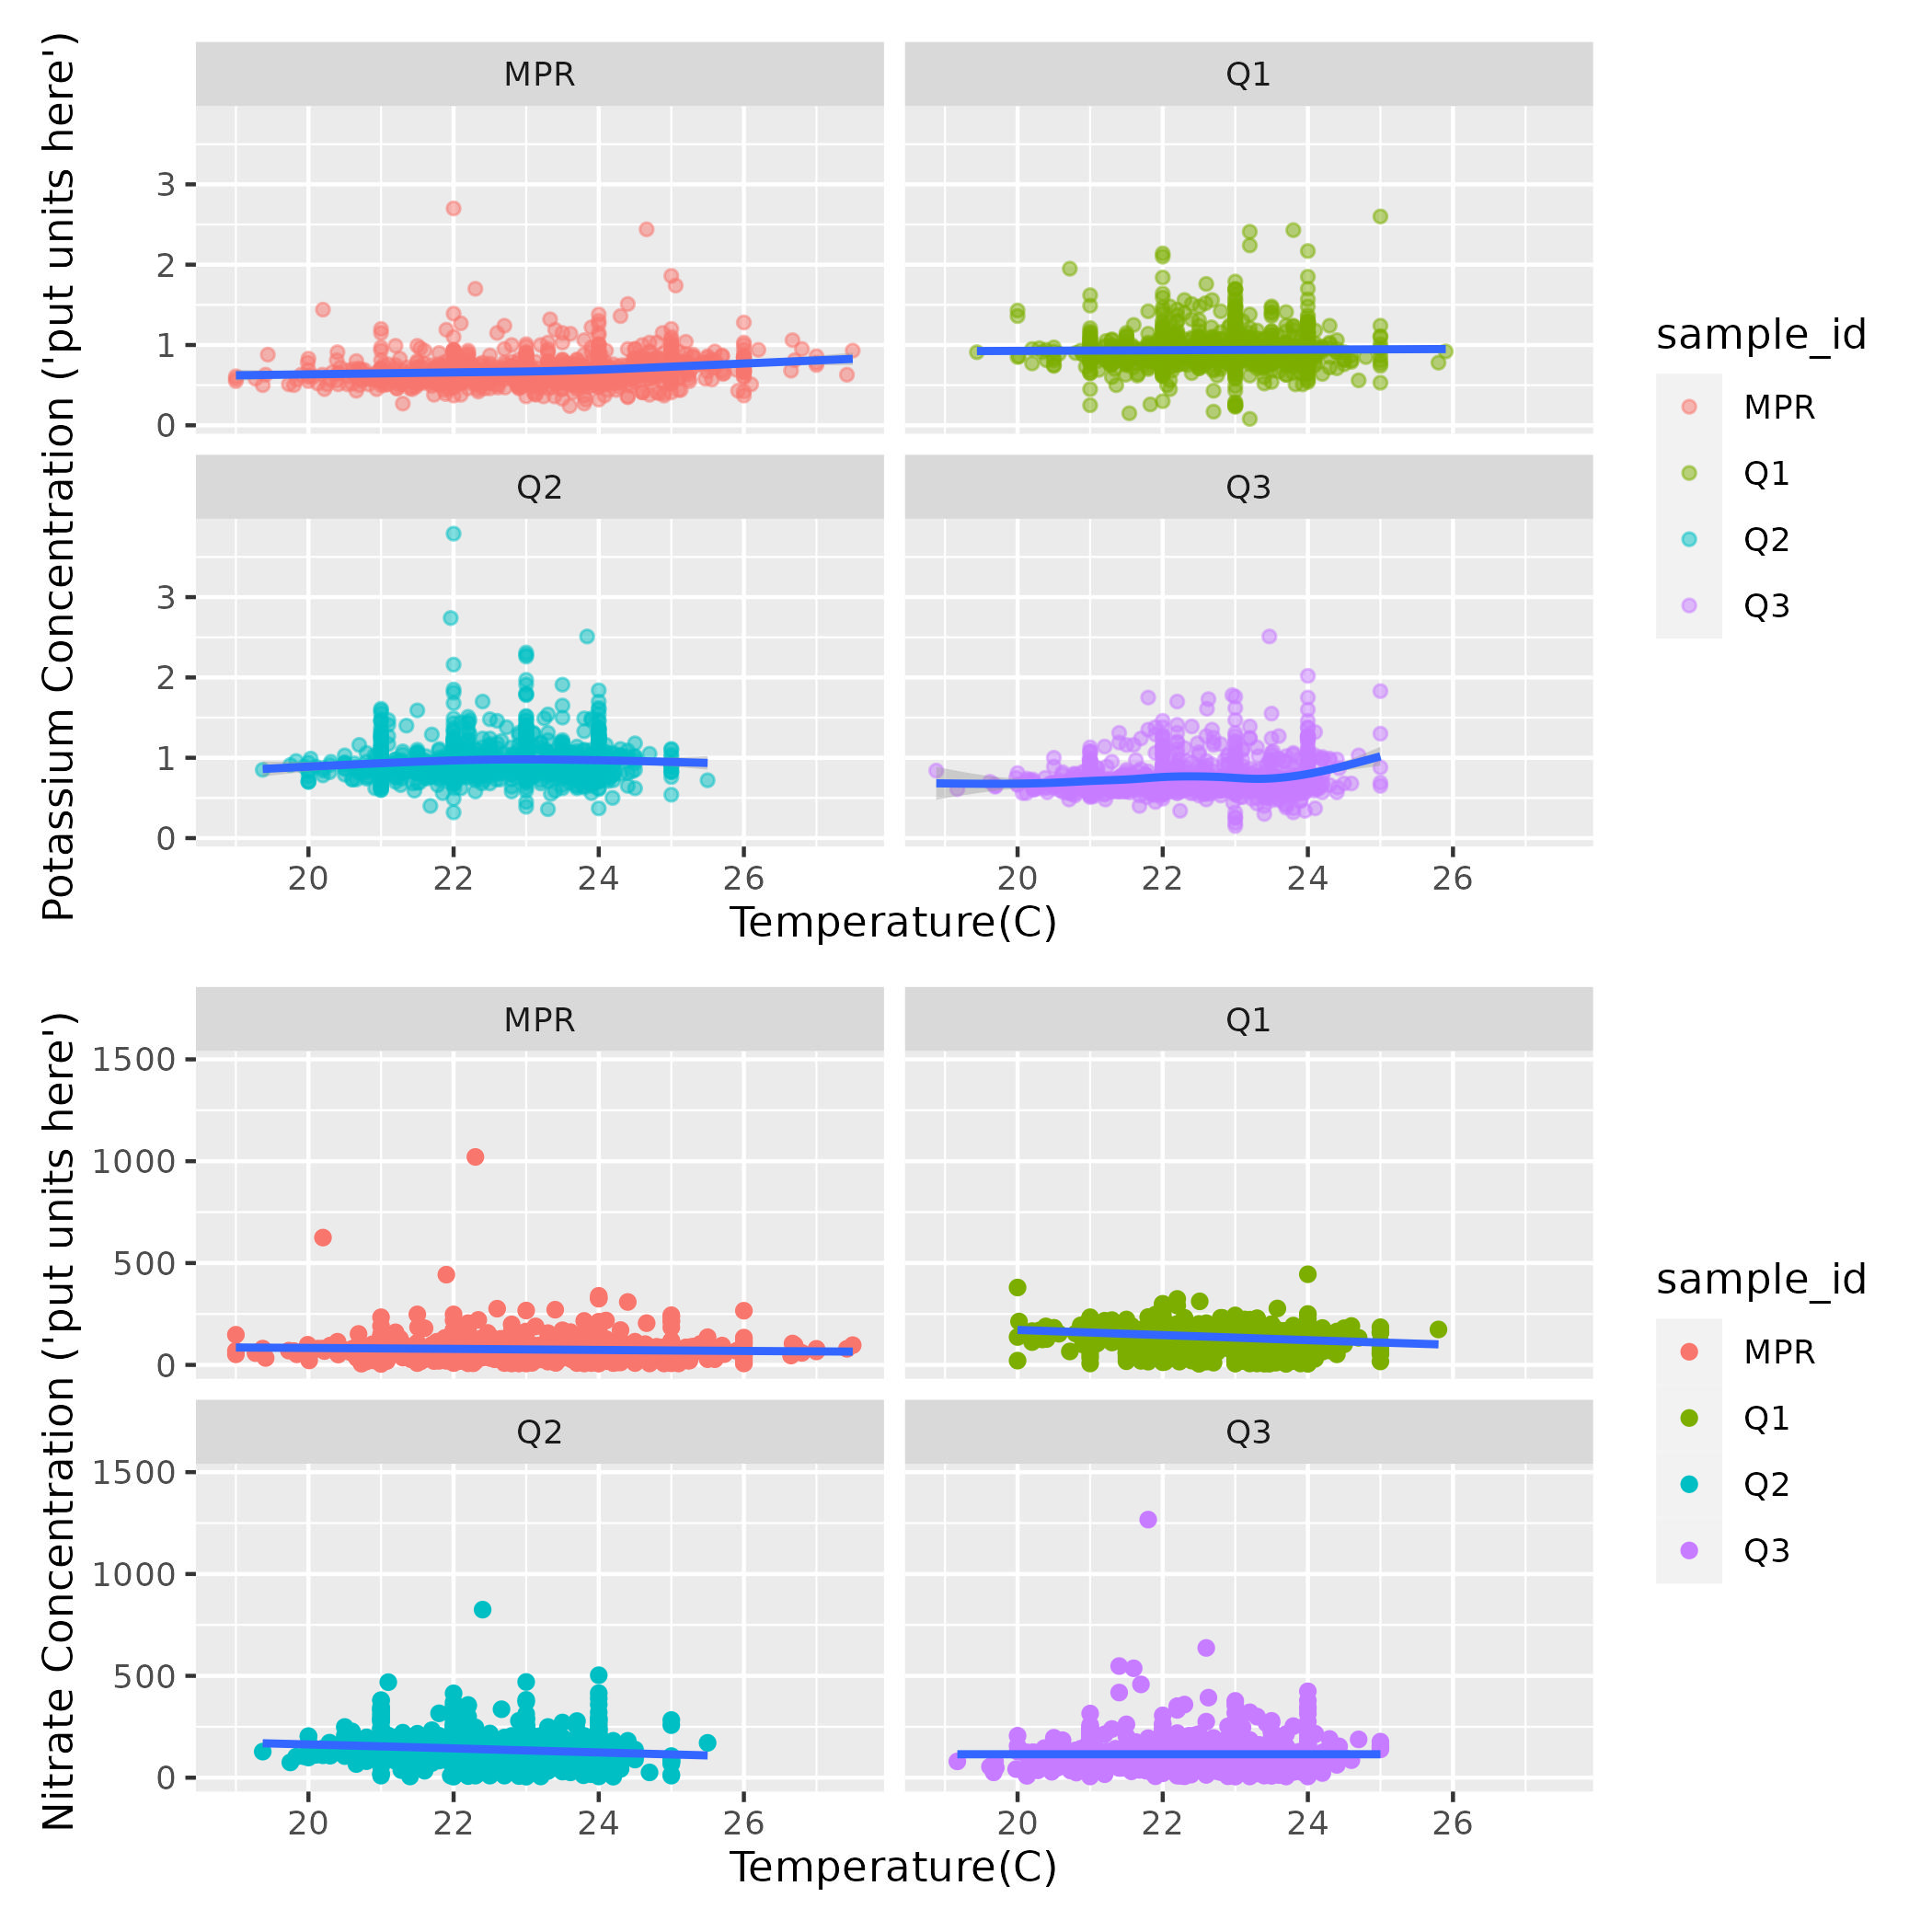 Potassium Concentration ('put units here')
MPR
Q1
3
2
1
0
Q2
Q3
3
2
1
0
20 22 24 26
20 22 24 26
Temperature(C)
sample_id
MPR
Q1
Q2
Q3
Nitrate Concentration ('put units here')
MPR
Q1
1500
1000
500
0
Q2
Q3
1500
1000
500
0
20 22 24 26
20 22 24 26
Temperature(C)
sample_id
MPR
Q1
Q2
Q3